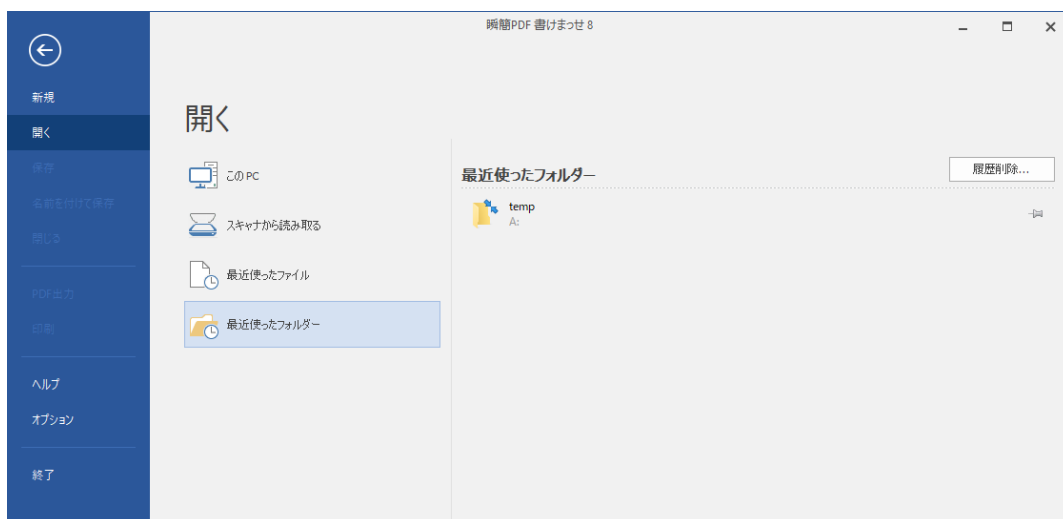 瞬簡PDF 書けまっせ 8
新規
開く
保存
名前を付けて保存
閉じる
PDF出力
印刷
ヘルプ
オプション
終了
開く
この PC
スキャナから読み取る
最近使ったファイル
最近使ったフォルダー
最近使ったフォルダー
履歴削除...
temp
A: